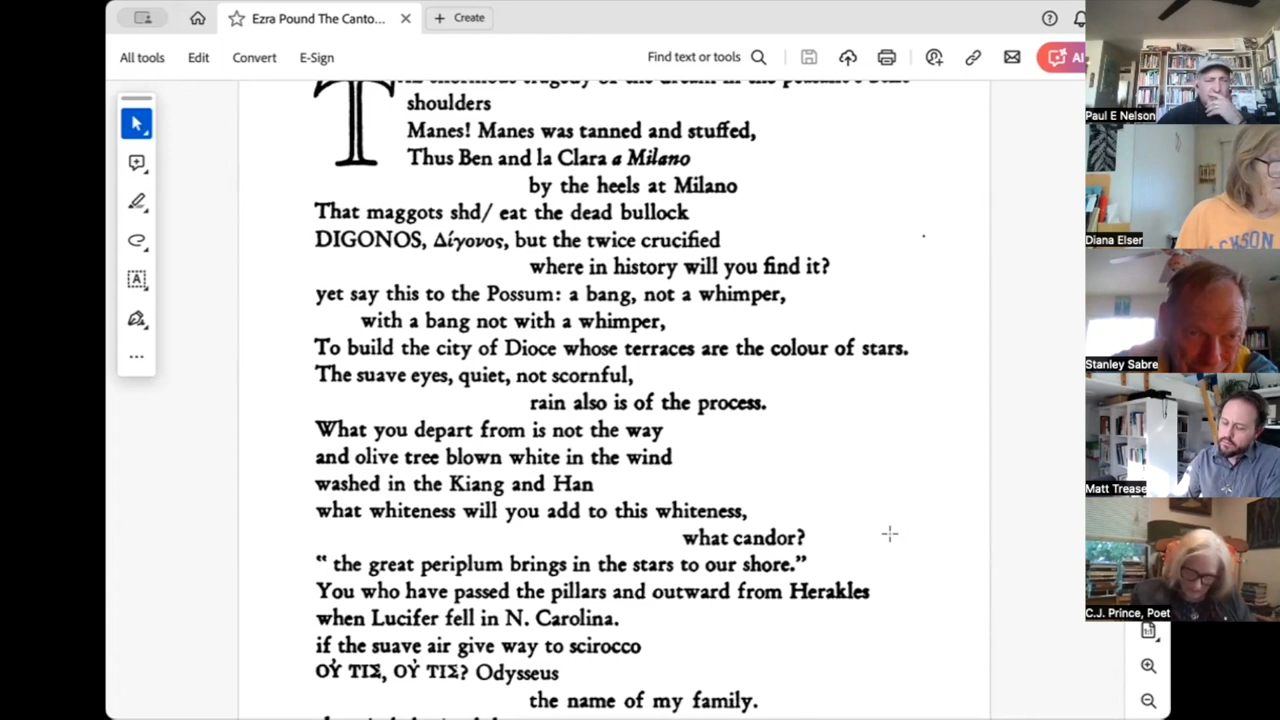 Ezra Pound The Canto...
Create
All tools
Edit
Convert
E-Sign
Find text or tools
AI
T
shoulders
Manes! Manes was tanned and stuffed,
Thus Ben and la Clara a Milano
by the heels at Milano
That maggots shd/ eat the dead bullock
DIGONOS, Δίγονος, but the twice crucified
where in history will you find it?
yet say this to the Possum: a bang, not a whimper,
with a bang not with a whimper,
To build the city of Dioce whose terraces are the colour of stars.
The suave eyes, quiet, not scornful,
rain also is of the process.
What you depart from is not the way
and olive tree blown white in the wind
washed in the Kiang and Han
what whiteness will you add to this whiteness,
what candor?
“ the great periplum brings in the stars to our shore.”
You who have passed the pillars and outward from Herakles
when Lucifer fell in N. Carolina.
if the suave air give way to scirocco
Οὒ ΤΙΣ, Οὒ ΤΙΣ? Odysseus
the name of my family.
Paul E Nelson
Diana Elser
JACKSON
Stanley Sabre
Matt Trease
C.J. Prince, Poet